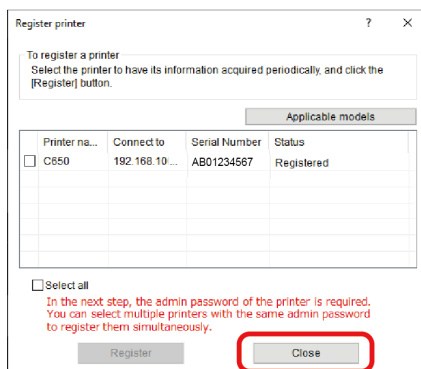 Register printer ? ×
To register a printer
Select the printer to have its information acquired periodically, and click the
[Register] button.
Applicable models
Printer na... Connect to Serial Number Status
C650 192.168.10... AB01234567 Registered
Select all
In the next step, the admin password of the printer is required.
You can select multiple printers with the same admin password
to register them simultaneously.
Register Close